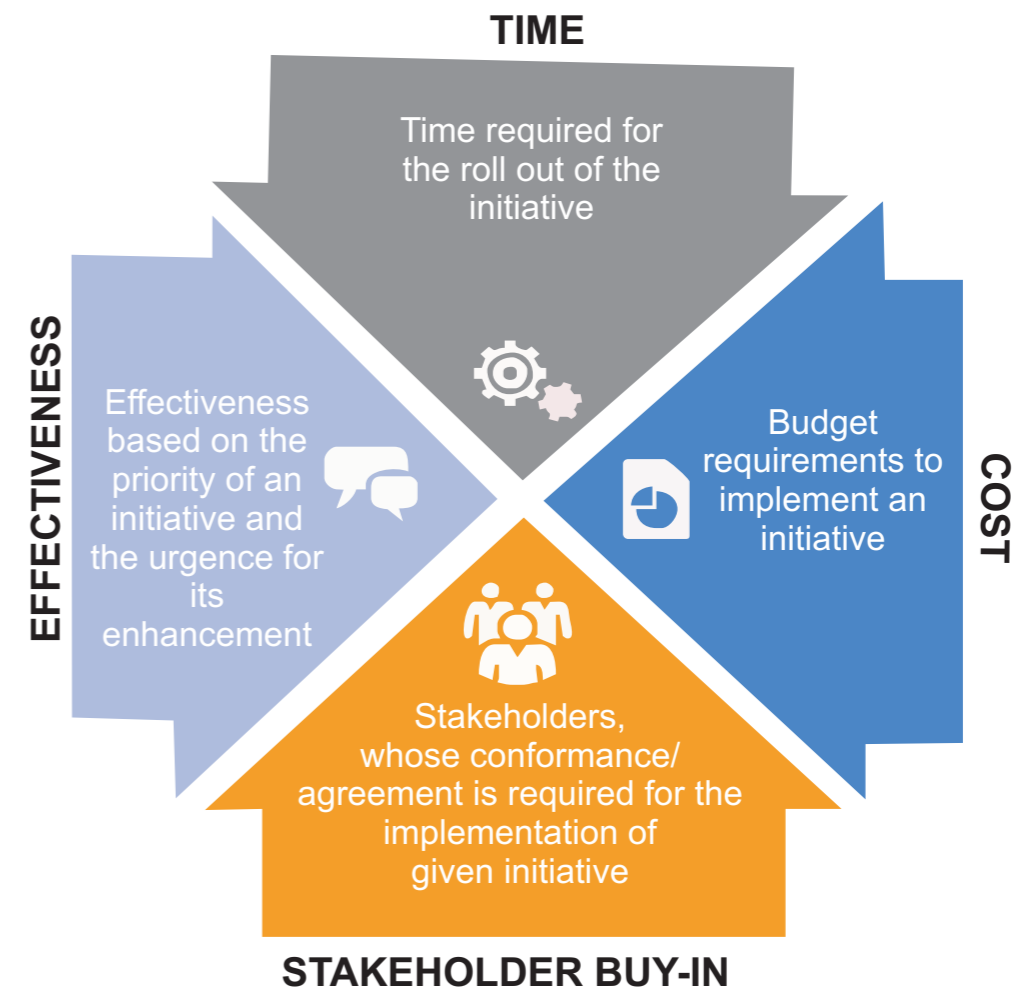 TIME
Time required for
the roll out of the
initiative
EFFECTIVENESS
Effectiveness
based on the
priority of an
initiative and
the urgence for
its
enhancement
Budget
requirements to
implement an
initiative
COST
Stakeholders,
whose conformance/
agreement is required for the
implementation of
given initiative
STAKEHOLDER BUY-IN